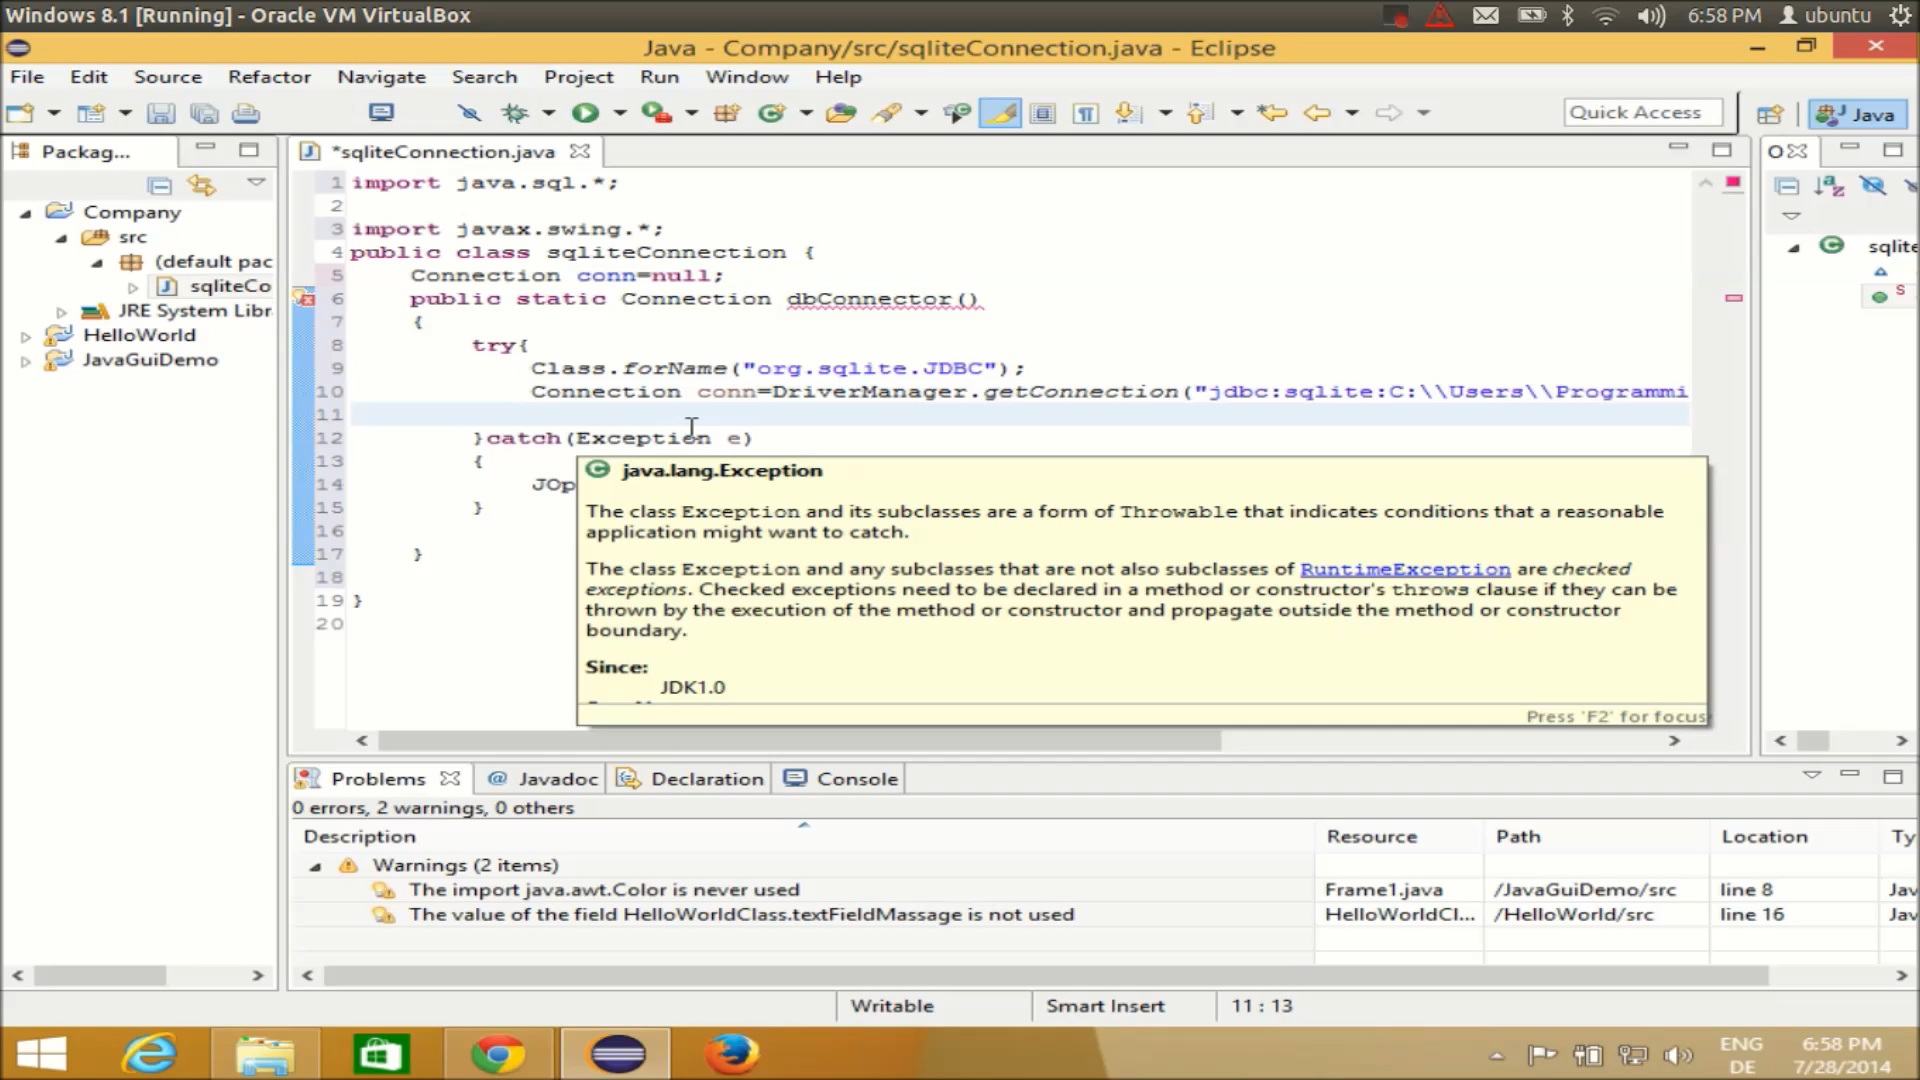 Windows 8.1 [Running] - Oracle VM VirtualBox
6:58 PM ubuntu
Java - Company/src/sqliteConnection.java - Eclipse
File Edit Source Refactor Navigate Search Project Run Window Help
Quick Access
Java
Packag...
*sqliteConnection.java
Company
src
(default pac
sqliteCo
JRE System Libr
HelloWorld
JavaGuiDemo
1 import java.sql.*;
2
3 import javax.swing.*;
4 public class sqliteConnection {
5 Connection conn=null;
6 public static Connection dbConnector()
7 {
8 try{
9 Class.forName("org.sqlite.JDBC");
10 Connection conn=DriverManager.getConnection("jdbc:sqlite:C:\\Users\\Programmi
11
12 }catch(Exception e)
13 {
14 JOp
15 }
16
17 }
18
19 }
20
java.lang.Exception
The class Exception and its subclasses are a form of Throwable that indicates conditions that a reasonable
application might want to catch.
The class Exception and any subclasses that are not also subclasses of RuntimeException are checked
exceptions. Checked exceptions need to be declared in a method or constructor's throws clause if they can be
thrown by the execution of the method or constructor and propagate outside the method or constructor
boundary.
Since:
JDK1.0
Press 'F2' for focus
O
sqlite
S
Problems @ Javadoc Declaration Console
0 errors, 2 warnings, 0 others
Description Resource Path Location Ty
Warnings (2 items)
The import java.awt.Color is never used Frame1.java /JavaGuiDemo/src line 8 Jav
The value of the field HelloWorldClass.textFieldMassage is not used HelloWorldCl... /HelloWorld/src line 16 Jav
Writable Smart Insert 11 : 13
ENG 6:58 PM
DE 7/28/2014